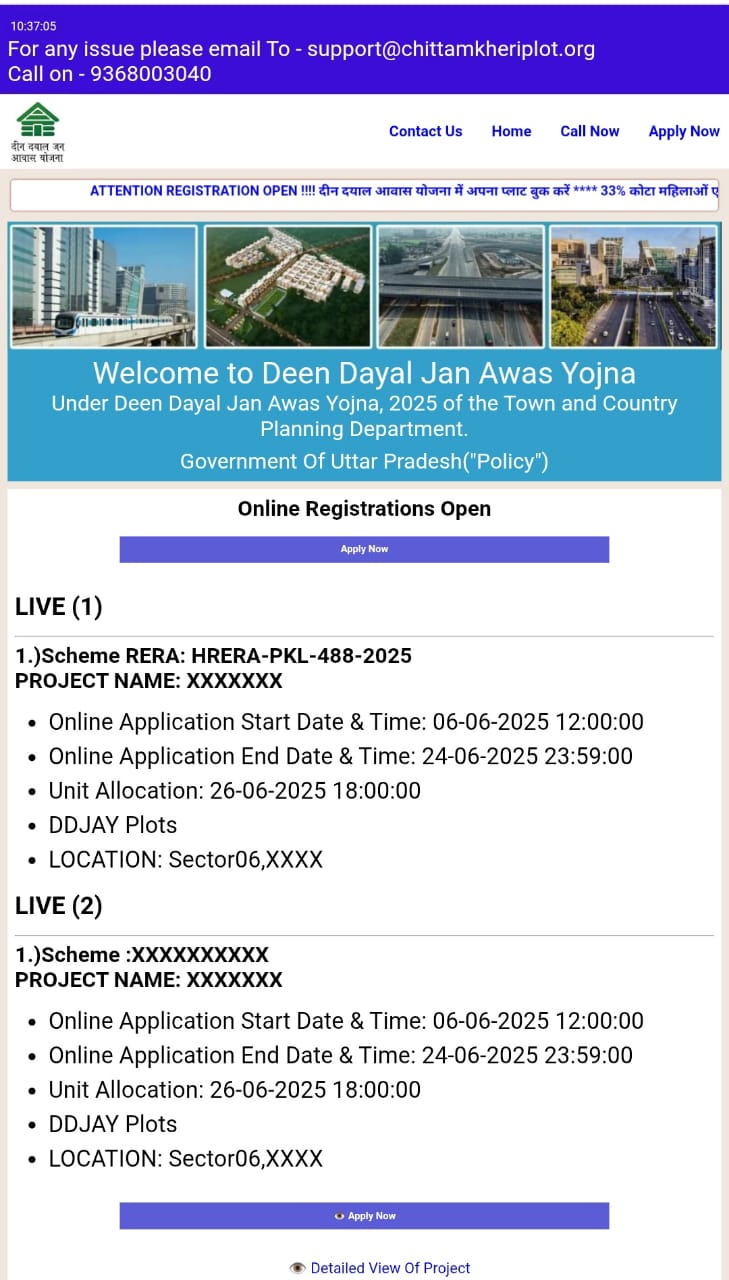 10:37:05
For any issue please email To - support@chittamkheriplot.org
Call on - 9368003040
दीन दयाल जन
आवास योजना
Contact Us Home Call Now Apply Now
ATTENTION REGISTRATION OPEN !!!! दीन दयाल आवास योजना में अपना प्लाट बुक करें **** 33% कोटा महिलाओं ए
Welcome to Deen Dayal Jan Awas Yojna
Under Deen Dayal Jan Awas Yojna, 2025 of the Town and Country
Planning Department.
Government Of Uttar Pradesh("Policy")
Online Registrations Open
Apply Now
LIVE (1)
1.)Scheme RERA: HRERA-PKL-488-2025
PROJECT NAME: XXXXXXX
• Online Application Start Date & Time: 06-06-2025 12:00:00
• Online Application End Date & Time: 24-06-2025 23:59:00
• Unit Allocation: 26-06-2025 18:00:00
• DDJAY Plots
• LOCATION: Sector06,XXXX
LIVE (2)
1.)Scheme :XXXXXXXXXX
PROJECT NAME: XXXXXXX
• Online Application Start Date & Time: 06-06-2025 12:00:00
• Online Application End Date & Time: 24-06-2025 23:59:00
• Unit Allocation: 26-06-2025 18:00:00
• DDJAY Plots
• LOCATION: Sector06,XXXX
Apply Now
Detailed View Of Project